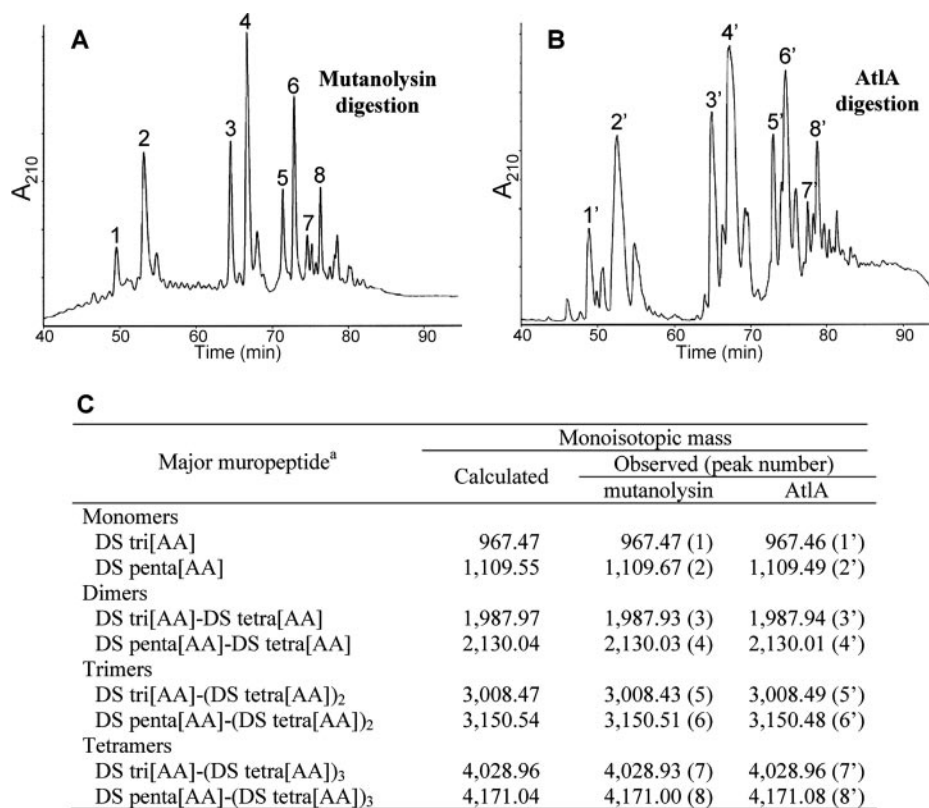 A
Mutanolysin
digestion
1 2 3 4 5 6 7 8
A210
40 50 60 70 80 90
Time (min)
B
AtlA
digestion
1’ 2’ 3’ 4’ 5’ 6’ 7’ 8’
A210
40 50 60 70 80 90
Time (min)
C
Major muropeptideᵃ Monoisotopic mass
Calculated Observed (peak number)
mutanolysin AtlA
Monomers
DS tri[AA] 967.47 967.47 (1) 967.46 (1’)
DS penta[AA] 1,109.55 1,109.67 (2) 1,109.49 (2’)
Dimers
DS tri[AA]-DS tetra[AA] 1,987.97 1,987.93 (3) 1,987.94 (3’)
DS penta[AA]-DS tetra[AA] 2,130.04 2,130.03 (4) 2,130.01 (4’)
Trimers
DS tri[AA]-(DS tetra[AA])₂ 3,008.47 3,008.43 (5) 3,008.49 (5’)
DS penta[AA]-(DS tetra[AA])₂ 3,150.54 3,150.51 (6) 3,150.48 (6’)
Tetramers
DS tri[AA]-(DS tetra[AA])₃ 4,028.96 4,028.93 (7) 4,028.96 (7’)
DS penta[AA]-(DS tetra[AA])₃ 4,171.04 4,171.00 (8) 4,171.08 (8’)